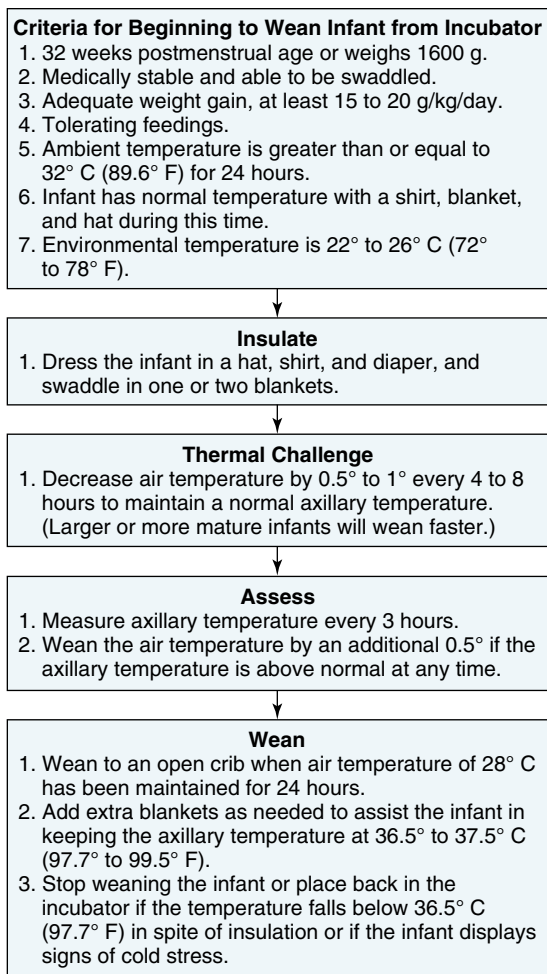 Criteria for Beginning to Wean Infant from Incubator
1. 32 weeks postmenstrual age or weighs 1600 g.
2. Medically stable and able to be swaddled.
3. Adequate weight gain, at least 15 to 20 g/kg/day.
4. Tolerating feedings.
5. Ambient temperature is greater than or equal to
32° C (89.6° F) for 24 hours.
6. Infant has normal temperature with a shirt, blanket,
and hat during this time.
7. Environmental temperature is 22° to 26° C (72°
to 78° F).
Insulate
1. Dress the infant in a hat, shirt, and diaper, and
swaddle in one or two blankets.
Thermal Challenge
1. Decrease air temperature by 0.5° to 1° every 4 to 8
hours to maintain a normal axillary temperature.
(Larger or more mature infants will wean faster.)
Assess
1. Measure axillary temperature every 3 hours.
2. Wean the air temperature by an additional 0.5° if the
axillary temperature is above normal at any time.
Wean
1. Wean to an open crib when air temperature of 28° C
has been maintained for 24 hours.
2. Add extra blankets as needed to assist the infant in
keeping the axillary temperature at 36.5° to 37.5° C
(97.7° to 99.5° F).
3. Stop weaning the infant or place back in the
incubator if the temperature falls below 36.5° C
(97.7° F) in spite of insulation or if the infant displays
signs of cold stress.